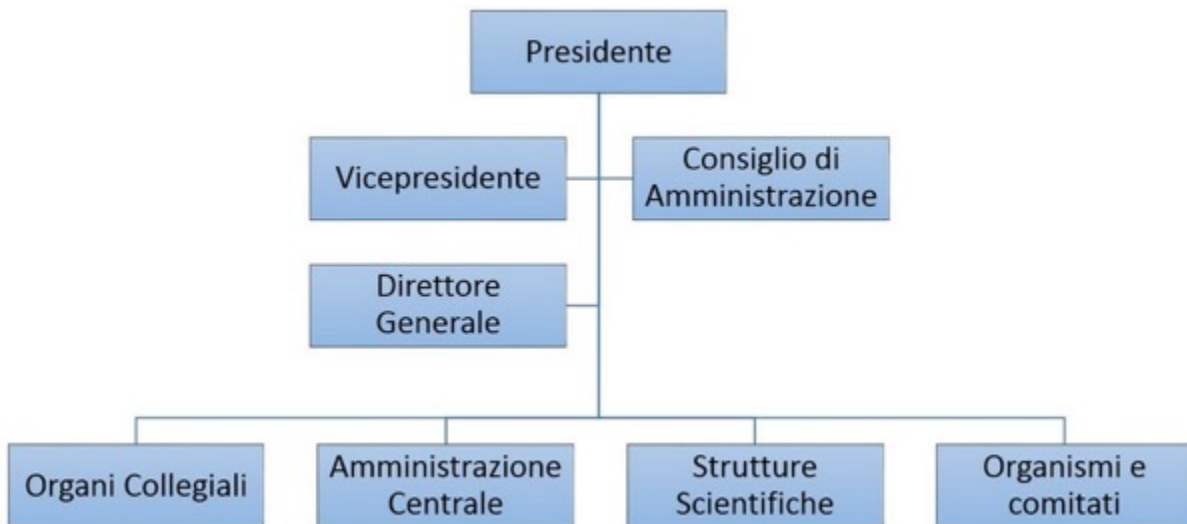 Presidente
Vicepresidente
Consiglio di
Amministrazione
Direttore
Generale
Organi Collegiali
Amministrazione
Centrale
Strutture
Scientifiche
Organismi e
comitati